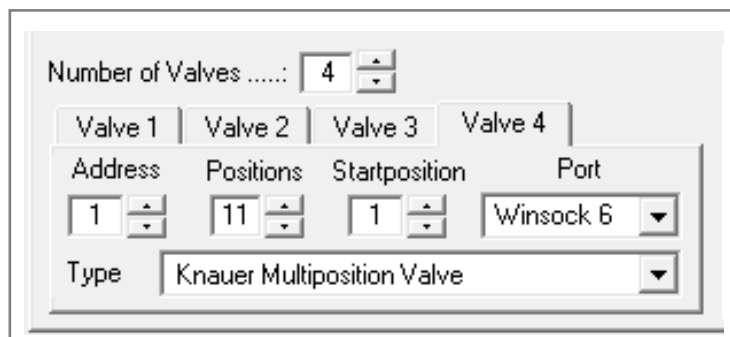 Number of Valves .....: 4
Valve 1 Valve 2 Valve 3 Valve 4
Address Positions Startposition Port
1 11 1 Winsock 6
Type Knauer Multiposition Valve